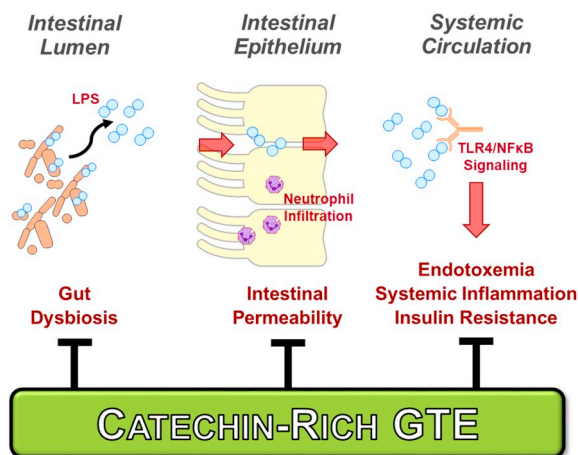 Intestinal
Lumen
Intestinal
Epithelium
Systemic
Circulation
LPS
TLR4/NFκB
Signaling
Neutrophil
Infiltration
Gut
Dysbiosis
Intestinal
Permeability
Endotoxemia
Systemic Inflammation
Insulin Resistance
CATECHIN-RICH GTE